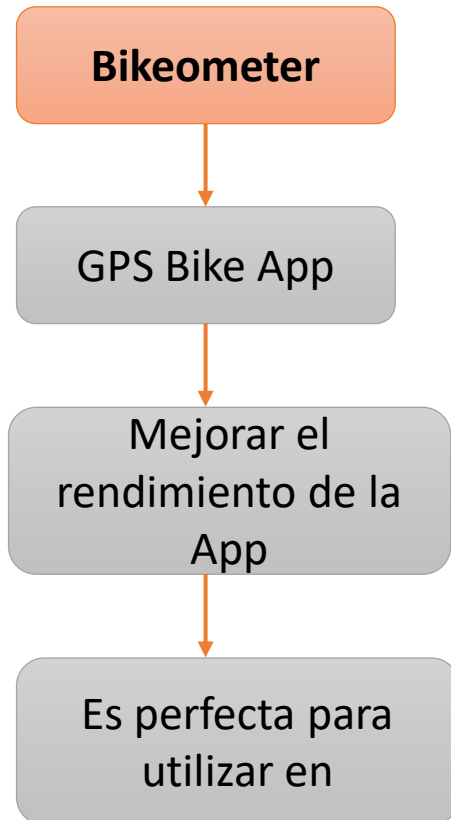 Bikeometer
GPS Bike App
Mejorar el
rendimiento de la
App
Es perfecta para
utilizar en